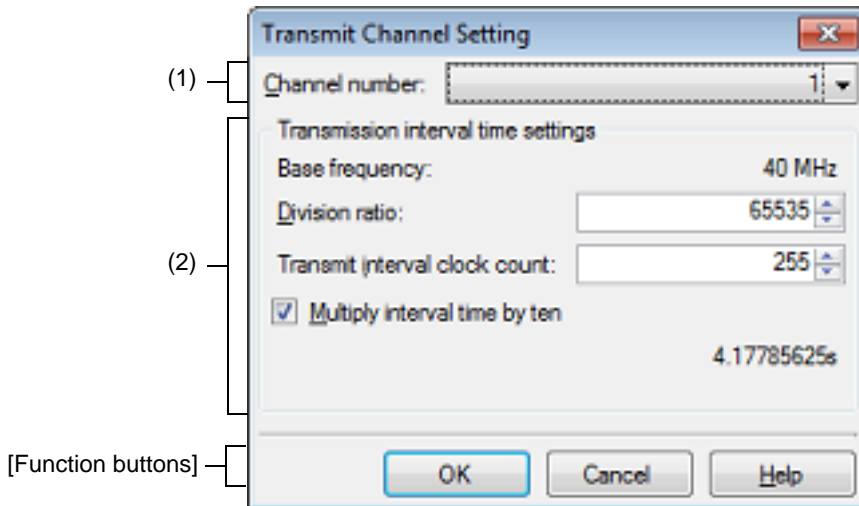 Transmit Channel Setting
(1)
Channel number: 1
Transmission interval time settings
Base frequency: 40 MHz
Division ratio: 65535
(2)
Transmit interval clock count: 255
Multiply interval time by ten
4.17785625s
[Function buttons]
OK Cancel Help